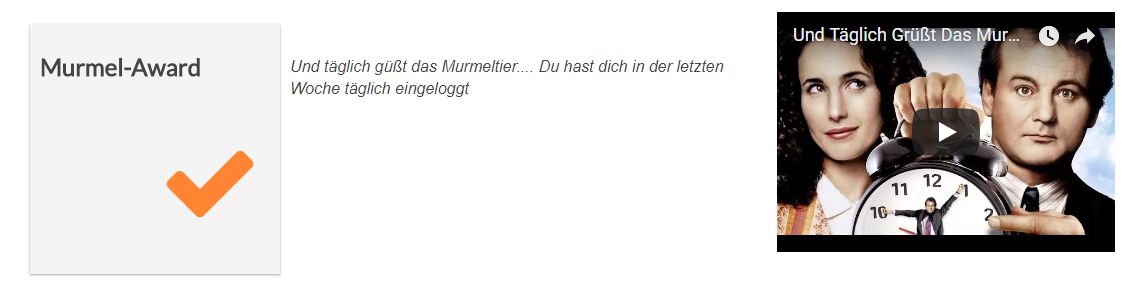 Murmel-Award
Und täglich güßt das Murmeltier.... Du hast dich in der letzten
Woche täglich eingeloggt
Und Täglich Grüßt Das Mur...
11 12 1
10 2